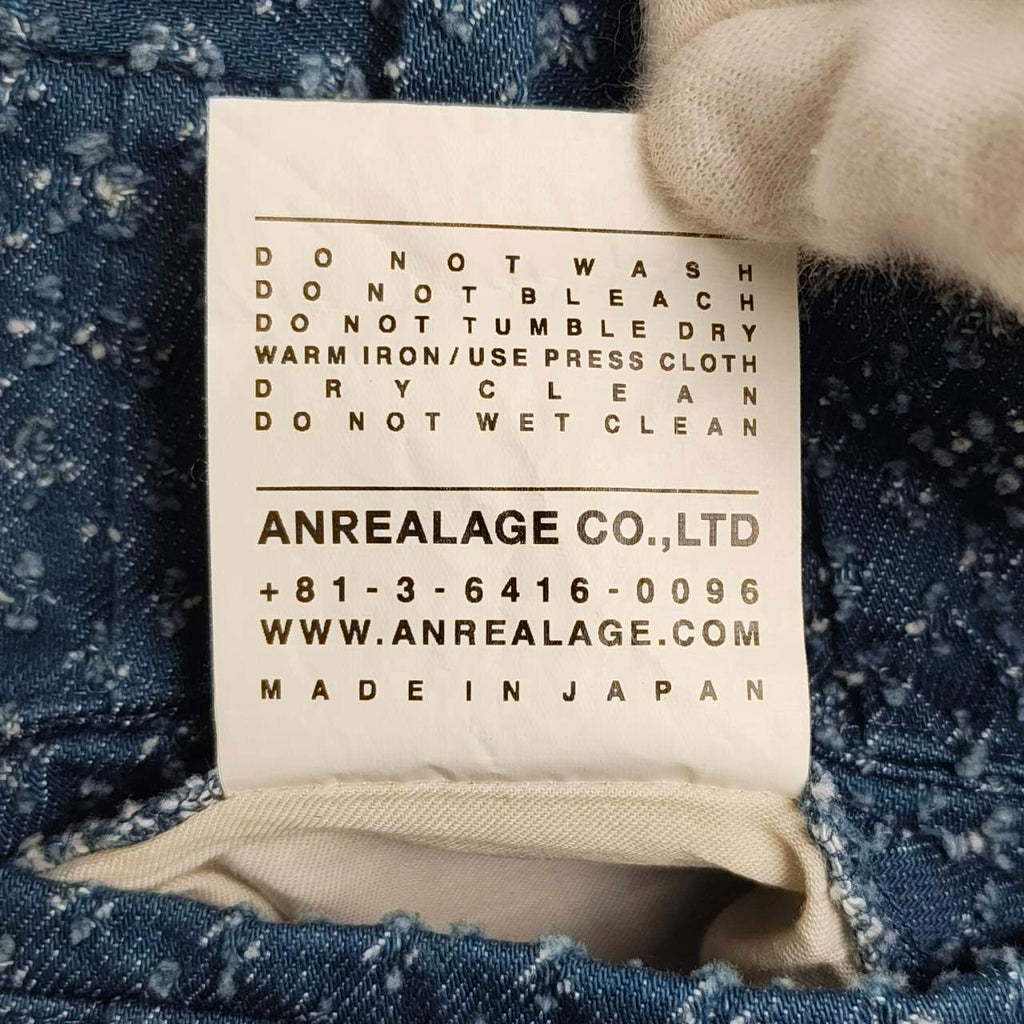 DO NOT WASH
DO NOT BLEACH
DO NOT TUMBLE DRY
WARM IRON/USE PRESS CLOTH
DRY CLEAN
DO NOT WET CLEAN
ANREALAGE CO.,LTD
+81-3-6416-0096
WWW.ANREALAGE.COM
MADE IN JAPAN